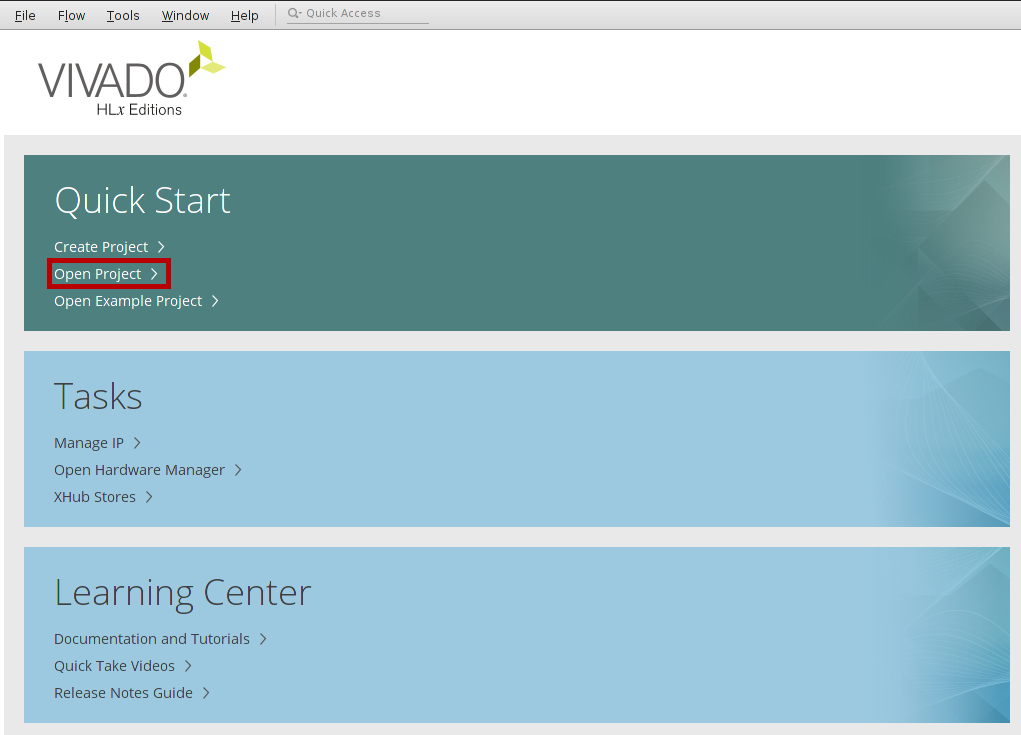 File Flow Tools Window Help Quick Access
VIVADO
HLx Editions
Quick Start
Create Project
Open Project
Open Example Project
Tasks
Manage IP
Open Hardware Manager
XHub Stores
Learning Center
Documentation and Tutorials
Quick Take Videos
Release Notes Guide